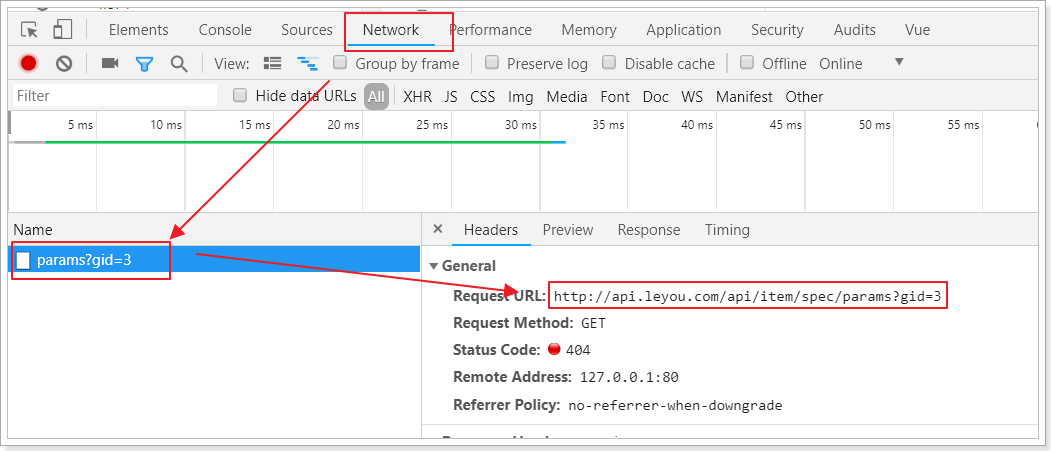 Elements Console Sources Network Performance Memory Application Security Audits Vue
View: Group by frame Preserve log Disable cache Offline Online
Filter Hide data URLs All XHR JS CSS Img Media Font Doc WS Manifest Other
5 ms 10 ms 15 ms 20 ms 25 ms 30 ms 35 ms 40 ms 45 ms 50 ms 55 ms
Name
params?gid=3
× Headers Preview Response Timing
General
Request URL: http://api.leyou.com/api/item/spec/params?gid=3
Request Method: GET
Status Code: 404
Remote Address: 127.0.0.1:80
Referrer Policy: no-referrer-when-downgrade